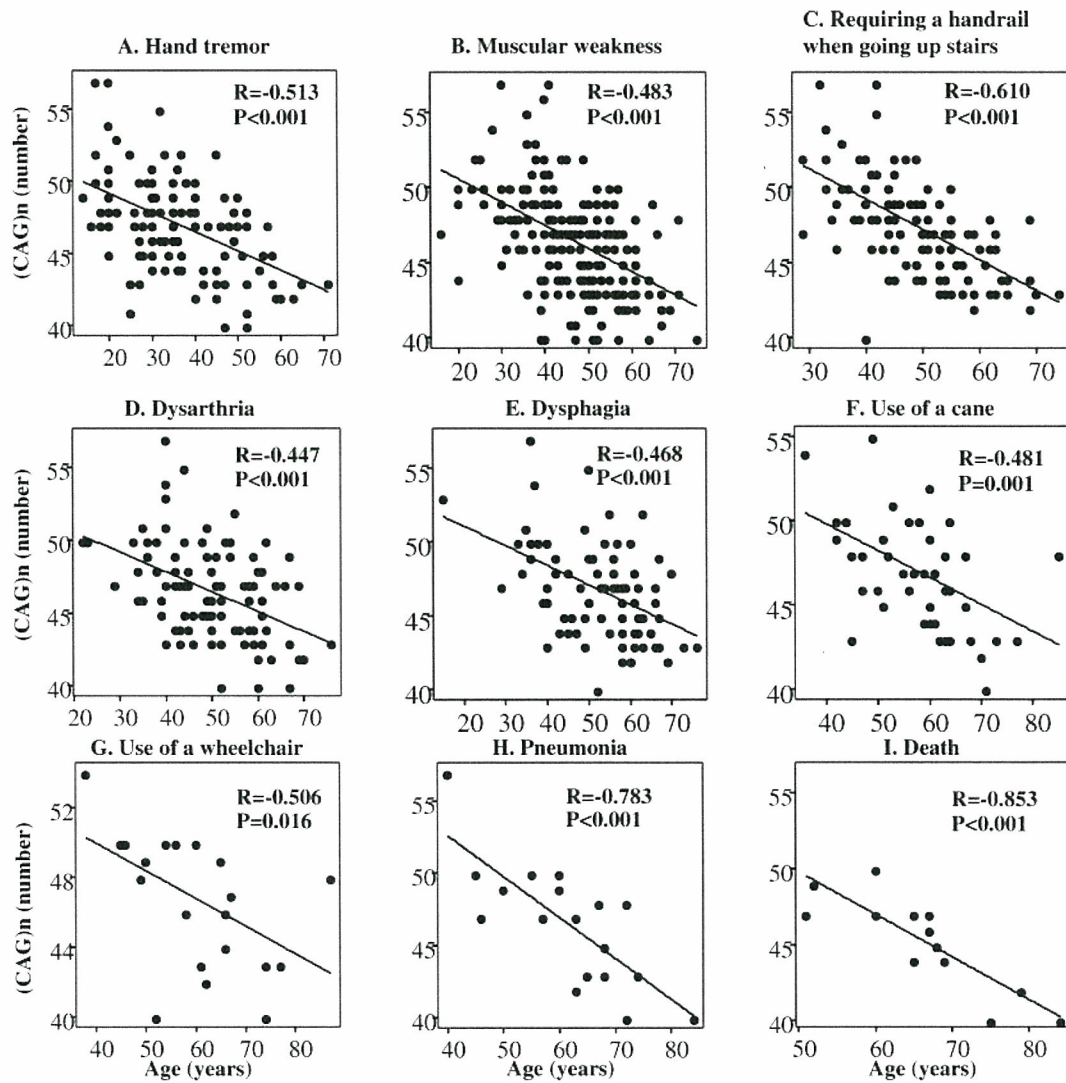 A. Hand tremor
R=-0.513
P<0.001
(CAG)n (number)
55
50
45
40
20 30 40 50 60 70
B. Muscular weakness
R=-0.483
P<0.001
55
50
45
40
20 30 40 50 60 70
C. Requiring a handrail
when going up stairs
R=-0.610
P<0.001
55
50
45
40
30 40 50 60 70
D. Dysarthria
R=-0.447
P<0.001
(CAG)n (number)
55
50
45
40
20 30 40 50 60 70
E. Dysphagia
R=-0.468
P<0.001
55
50
45
40
20 30 40 50 60 70
F. Use of a cane
R=-0.481
P=0.001
55
50
45
40
40 50 60 70 80
G. Use of a wheelchair
R=-0.506
P=0.016
(CAG)n (number)
52
48
44
40
40 50 60 70 80
Age (years)
H. Pneumonia
R=-0.783
P<0.001
55
50
45
40
40 50 60 70 80
Age (years)
I. Death
R=-0.853
P<0.001
55
50
45
40
50 60 70 80
Age (years)